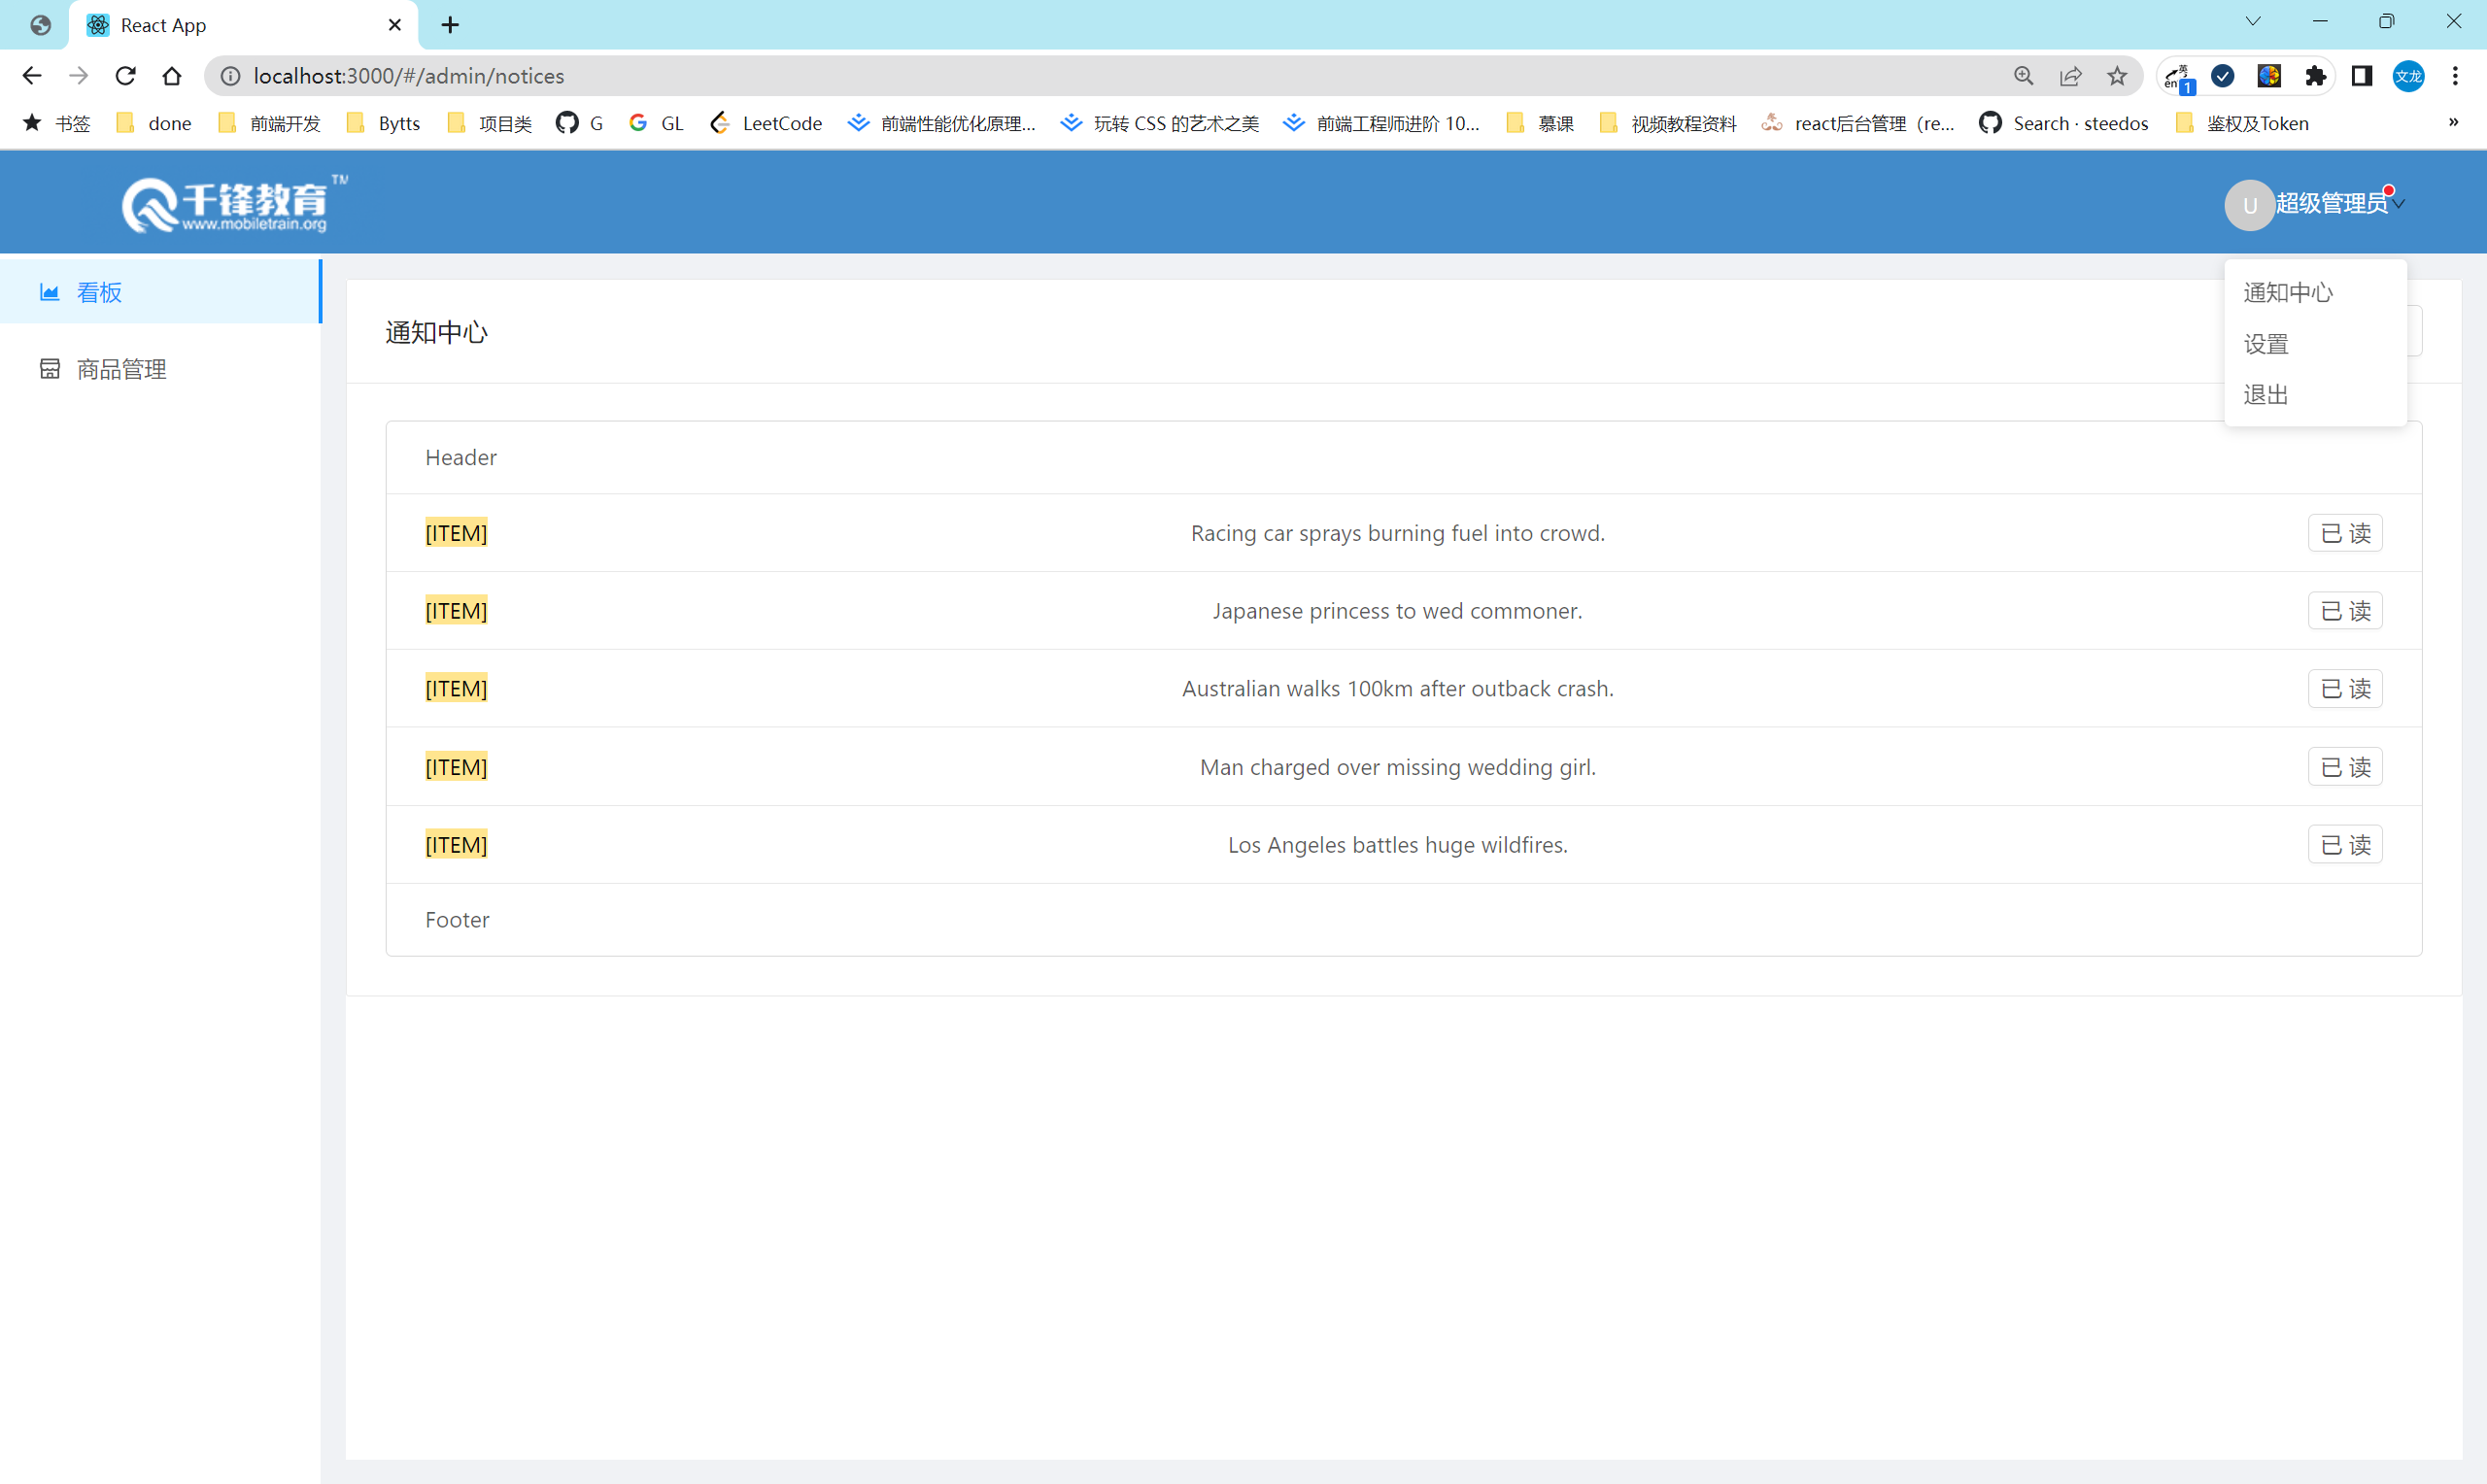 React App
localhost:3000/#/admin/notices
英
en
1
文龙
书签 done 前端开发 Bytts 项目类 G GL LeetCode 前端性能优化原理... 玩转 CSS 的艺术之美 前端工程师进阶 10... 慕课 视频教程资料 react后台管理（re... Search · steedos 鉴权及Token »
千锋教育 TM
www.mobiletrain.org
U 超级管理员
看板
商品管理
通知中心
通知中心
设置
退出
Header
[ITEM] Racing car sprays burning fuel into crowd. 已 读
[ITEM] Japanese princess to wed commoner. 已 读
[ITEM] Australian walks 100km after outback crash. 已 读
[ITEM] Man charged over missing wedding girl. 已 读
[ITEM] Los Angeles battles huge wildfires. 已 读
Footer